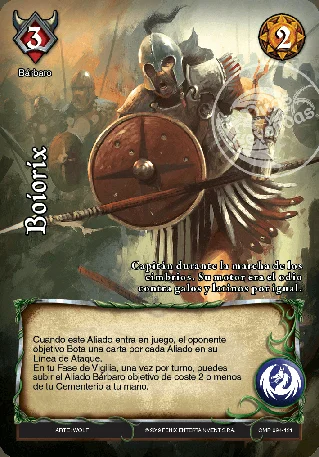 3
2
Bárbaro
Boiorix
Capitán durante la marcha de los
cimbrios. Su motor era el odio
contra galos y latinos por igual.
Cuando este Aliado entra en juego, el oponente
objetivo Bota una carta por cada Aliado en su
Línea de Ataque.
En tu Fase de Vigilia, una vez por turno, puedes
subir el Aliado Bárbaro objetivo de coste 2 o menos
de tu Cementerio a tu mano.
ARTE: WOLF